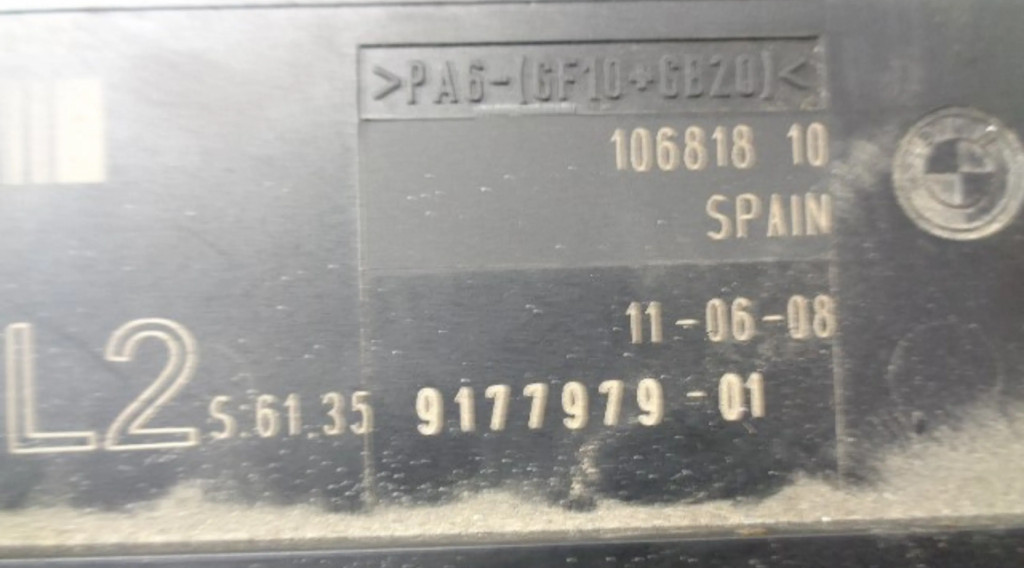 >PA6-(GF10+GB20)<
106818 10
SPAIN
11-06-08
L2 S 61.35 9177979-01